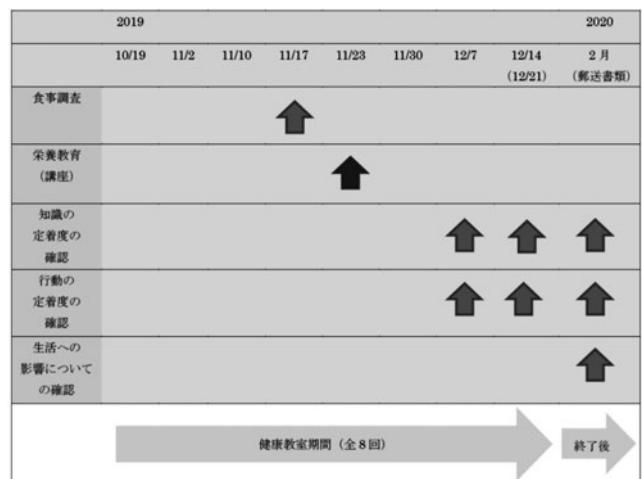 2019 2020
10/19 11/2 11/10 11/17 11/23 11/30 12/7 12/14 2月
(12/21) (郵送書類)
食事調査
栄養教育
(講座)
知識の
定着度の
確認
行動の
定着度の
確認
生活への
影響について
の確認
健康教室期間(全8回) 終了後